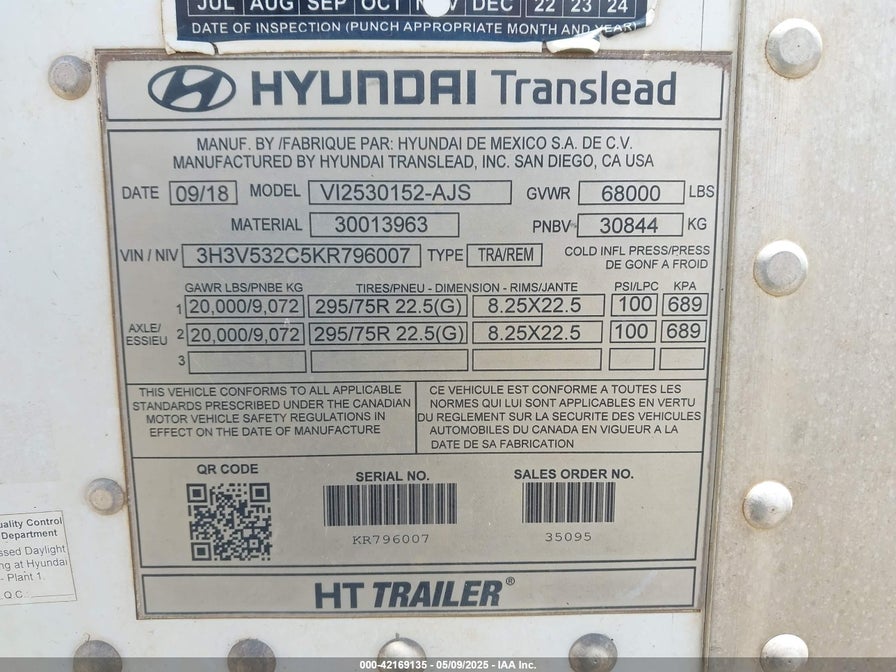 JUL AUG SEP OCT NOV DEC 22 23 24
DATE OF INSPECTION (PUNCH APPROPRIATE MONTH AND YEAR)
HYUNDAI Translead
MANUF. BY /FABRIQUE PAR: HYUNDAI DE MEXICO S.A. DE C.V.
MANUFACTURED BY HYUNDAI TRANSLEAD, INC. SAN DIEGO, CA USA
DATE 09/18 MODEL VI2530152-AJS GVWR 68000 LBS
MATERIAL 30013963 PNBV 30844 KG
VIN / NIV 3H3V532C5KR796007 TYPE TRA/REM COLD INFL PRESS/PRESS
DE GONF A FROID
GAWR LBS/PNBE KG TIRES/PNEU - DIMENSION - RIMS/JANTE PSI/LPC KPA
1 20,000/9,072 295/75R 22.5(G) 8.25X22.5 100 689
AXLE/
ESSIEU
2 20,000/9,072 295/75R 22.5(G) 8.25X22.5 100 689
3
THIS VEHICLE CONFORMS TO ALL APPLICABLE
STANDARDS PRESCRIBED UNDER THE CANADIAN
MOTOR VEHICLE SAFETY REGULATIONS IN
EFFECT ON THE DATE OF MANUFACTURE
CE VEHICULE EST CONFORME A TOUTES LES
NORMES QUI LUI SONT APPLICABLES EN VERTU
DU REGLEMENT SUR LA SECURITE DES VEHICULES
AUTOMOBILES DU CANADA EN VIGUEUR A LA
DATE DE SA FABRICATION
QR CODE
SERIAL NO.
KR796007
SALES ORDER NO.
35095
HT TRAILER®
uality Control
Department
ssed Daylight
ng at Hyundai
- Plant 1.
Q.C.:
000-42169135 - 05/09/2025 - IAA Inc.